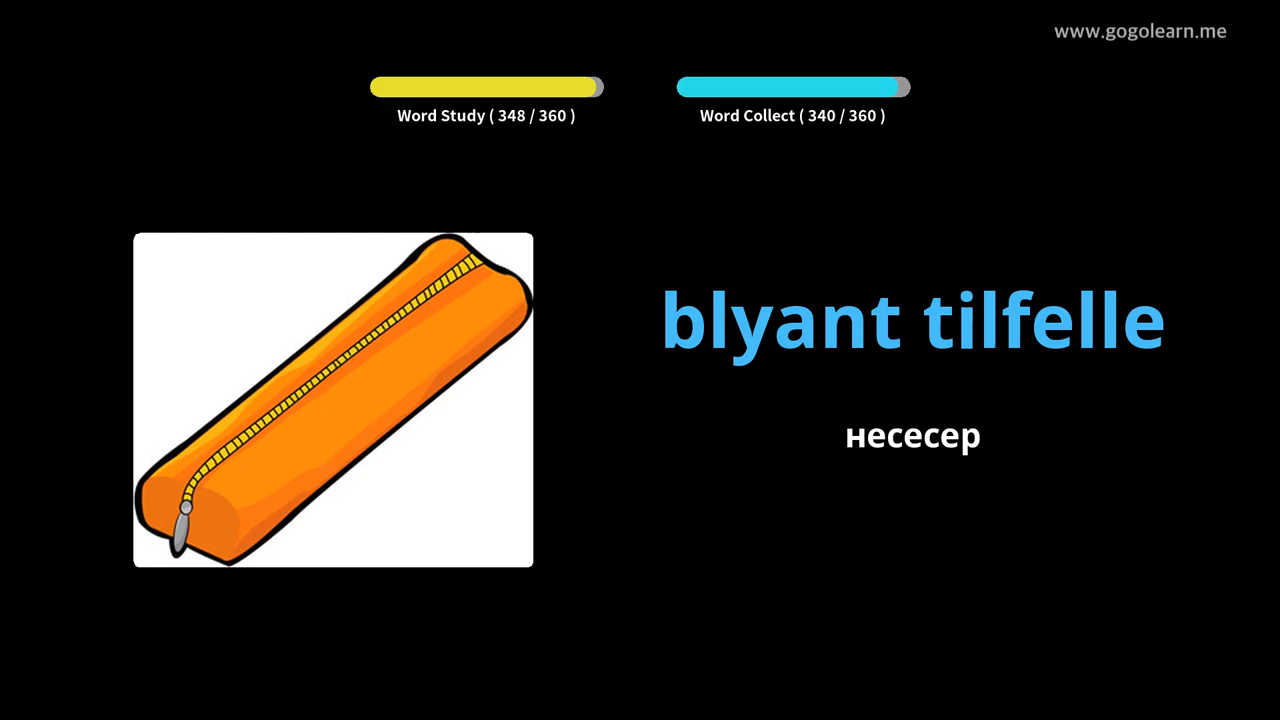 www.gogolearn.me
Word Study ( 348 / 360 )
Word Collect ( 340 / 360 )
blyant tilfelle
несесер